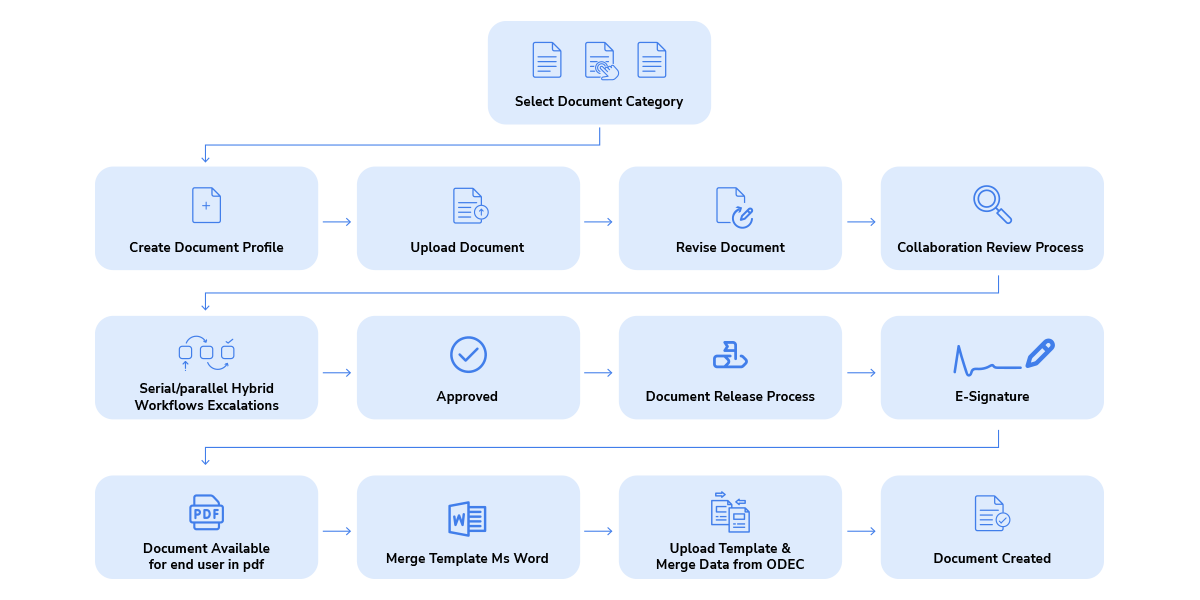 Select Document Category
Create Document Profile
Upload Document
Revise Document
Collaboration Review Process
Serial/parallel Hybrid
Workflows Excalations
Approved
Document Release Process
E-Signature
PDF
Document Available
for end user in pdf
W
Merge Template Ms Word
Upload Template &
Merge Data from ODEC
Document Created